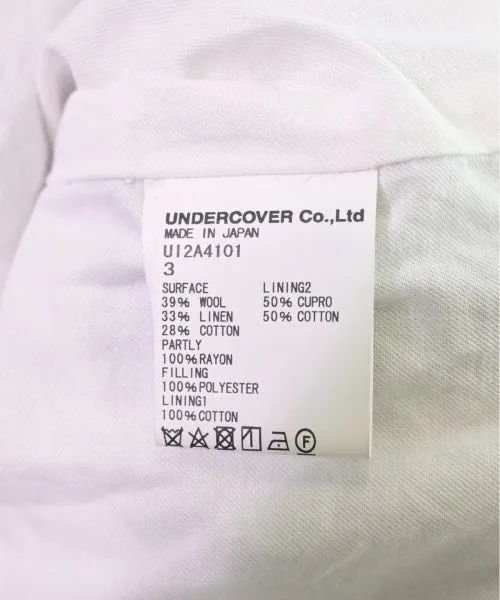 UNDERCOVER Co.,Ltd
MADE IN JAPAN
UI2A4101
3
SURFACE
39% WOOL
33% LINEN
28% COTTON
PARTLY
100%RAYON
FILLING
100%POLYESTER
LINING1
100%COTTON
LINING2
50% CUPRO
50% COTTON
F